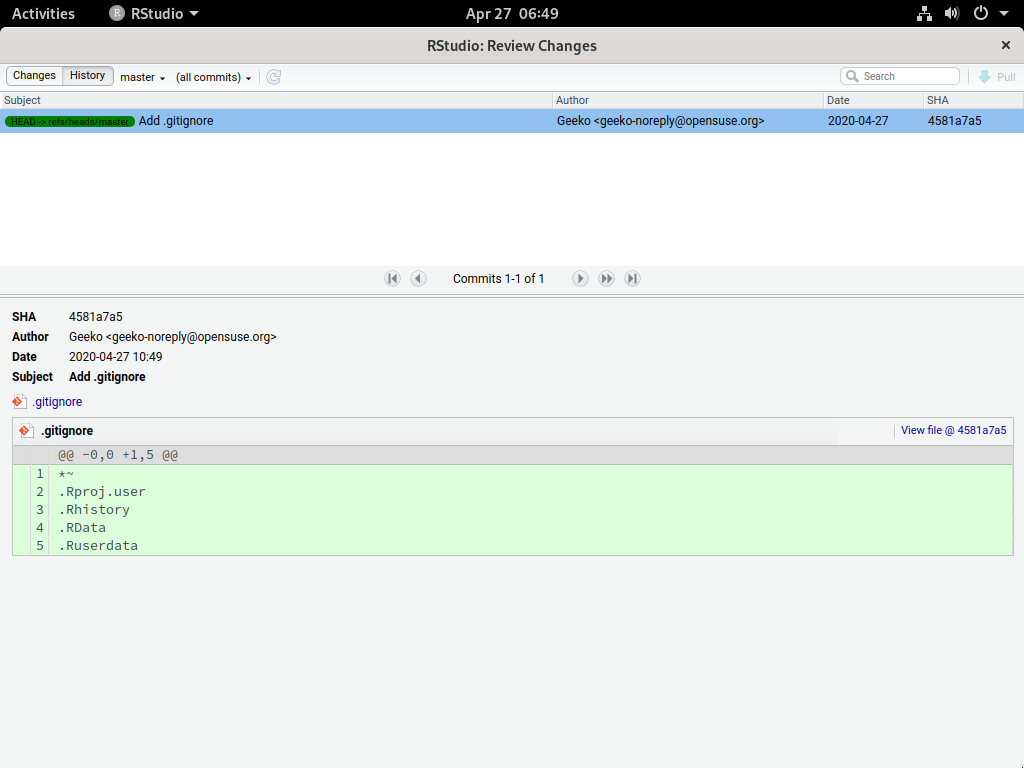 Activities RStudio Apr 27 06:49
RStudio: Review Changes
Changes History master (all commits) Search Pull
Subject Author Date SHA
HEAD -> refs/heads/master Add .gitignore Geeko <geeko-noreply@opensuse.org> 2020-04-27 4581a7a5
Commits 1-1 of 1
SHA 4581a7a5
Author Geeko <geeko-noreply@opensuse.org>
Date 2020-04-27 10:49
Subject Add .gitignore
.gitignore
.gitignore View file @ 4581a7a5
@@ -0,0 +1,5 @@
1 *~
2 .Rproj.user
3 .Rhistory
4 .RData
5 .Ruserdata